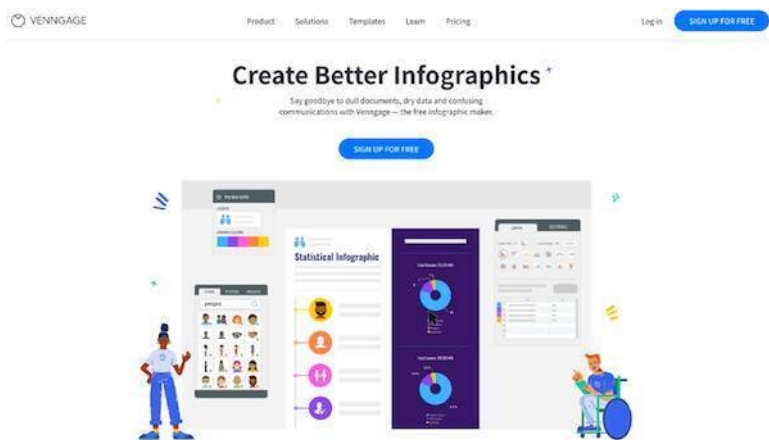 VENNGAGE
Product Solutions Templates Learn Pricing
Log in
SIGN UP FOR FREE
Create Better Infographics
Say goodbye to dull documents, dry data and confusing
communications with Venngage — the free infographic maker.
SIGN UP FOR FREE
Statistical Infographic
people